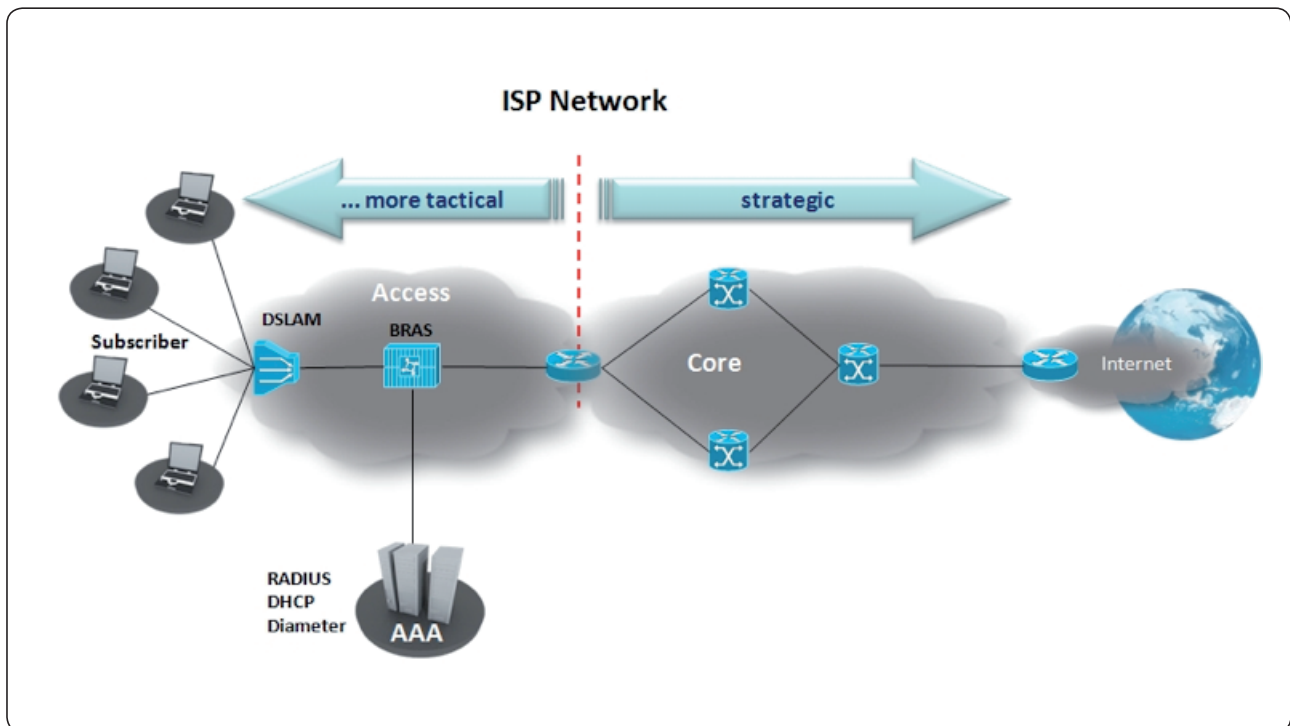 ISP Network
... more tactical
strategic
Access
DSLAM
BRAS
Subscriber
Core
Internet
RADIUS
DHCP
Diameter
AAA